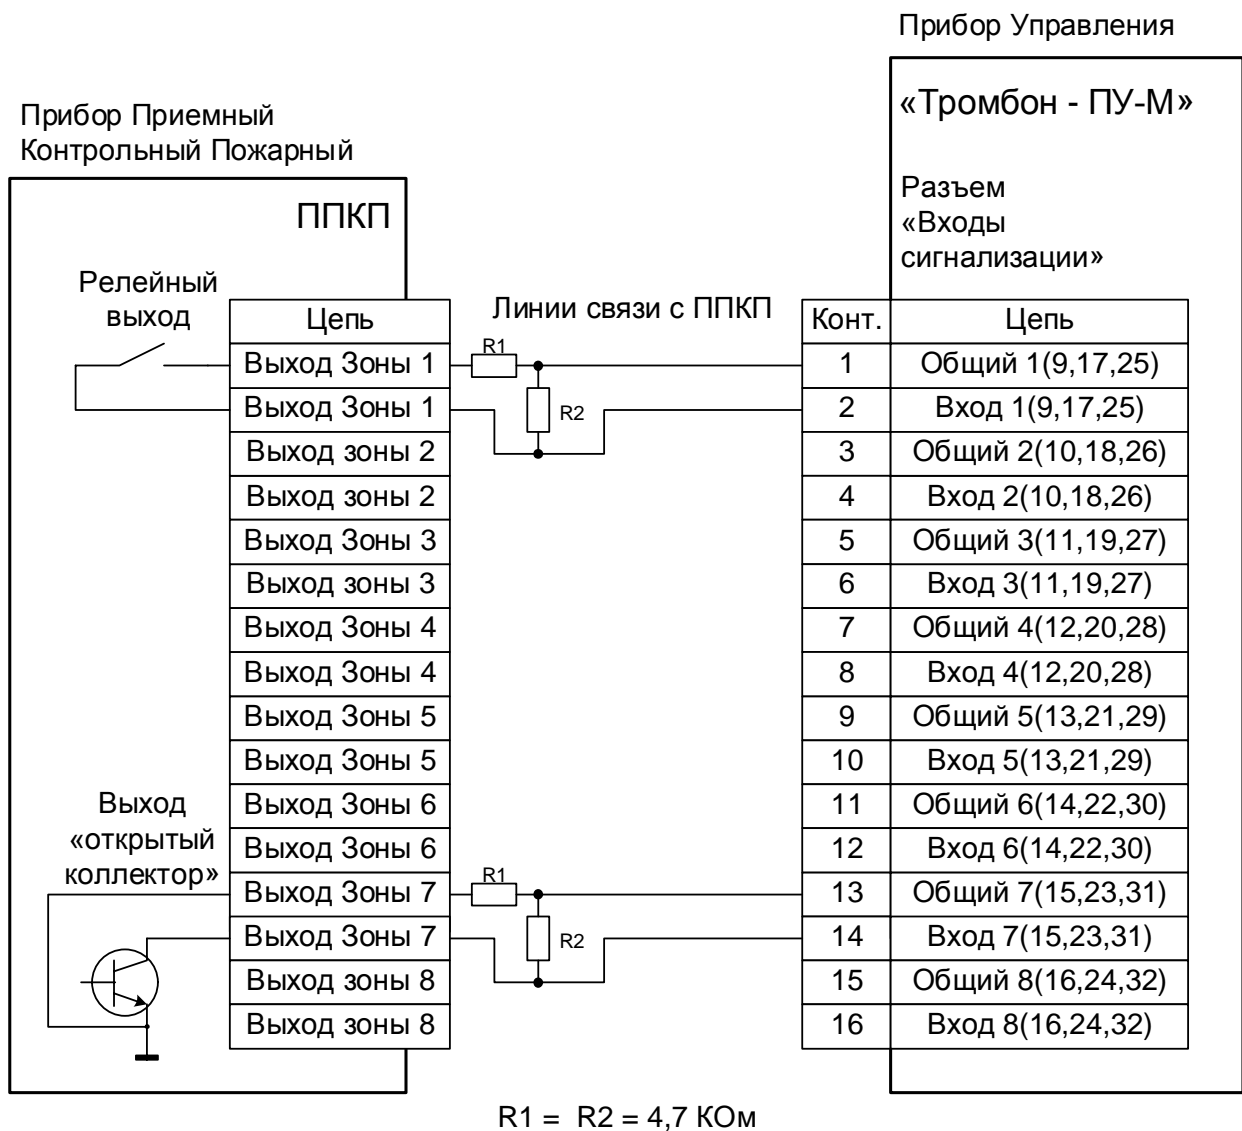 Прибор Управления
«Тромбон - ПУ-М»
Прибор Приемный
Контрольный Пожарный
Разъем
«Входы
сигнализации»
ППКП
Релейный
выход
Линии связи с ППКП
Цепь
Конт.
Цепь
Выход Зоны 1
R1
1
Общий 1(9,17,25)
Выход Зоны 1
R2
2
Вход 1(9,17,25)
Выход зоны 2
3
Общий 2(10,18,26)
Выход зоны 2
4
Вход 2(10,18,26)
Выход Зоны 3
5
Общий 3(11,19,27)
Выход зоны 3
6
Вход 3(11,19,27)
Выход Зоны 4
7
Общий 4(12,20,28)
Выход Зоны 4
8
Вход 4(12,20,28)
Выход Зоны 5
9
Общий 5(13,21,29)
Выход Зоны 5
10
Вход 5(13,21,29)
Выход
«открытый
коллектор»
Выход Зоны 6
11
Общий 6(14,22,30)
Выход Зоны 6
12
Вход 6(14,22,30)
Выход Зоны 7
R1
13
Общий 7(15,23,31)
Выход Зоны 7
R2
14
Вход 7(15,23,31)
Выход зоны 8
15
Общий 8(16,24,32)
Выход зоны 8
16
Вход 8(16,24,32)
R1 = R2 = 4,7 КОм